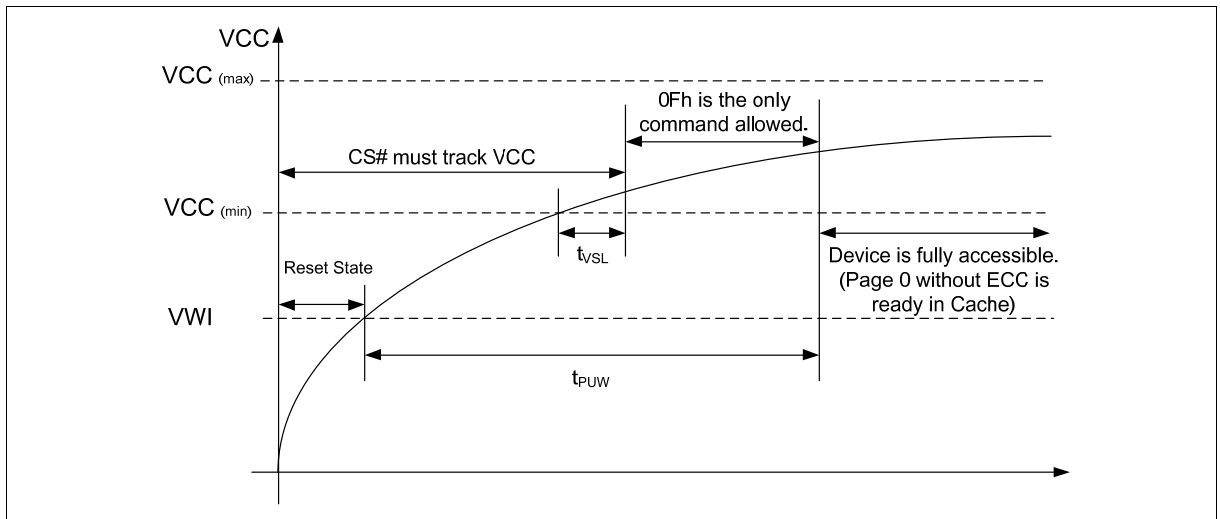 VCC
VCC (max)
0Fh is the only
command allowed.
CS# must track VCC
VCC (min)
tVSL
Device is fully accessible.
(Page 0 without ECC is
ready in Cache)
Reset State
VWI
tPUW